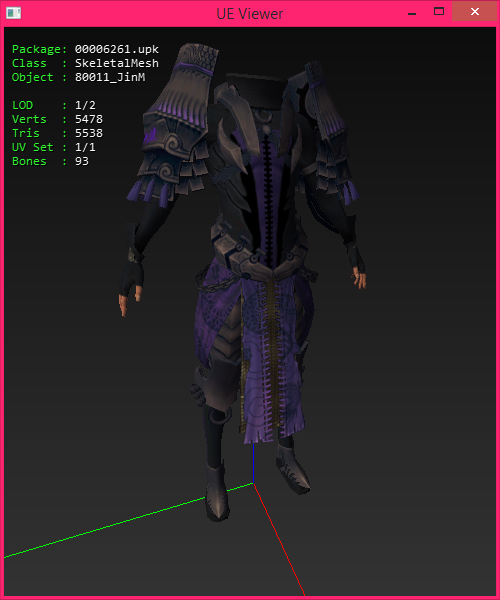 UE Viewer
Package: 00006261.upk
Class : SkeletalMesh
Object : 80011_JinM
LOD : 1/2
Verts : 5478
Tris : 5538
UV Set : 1/1
Bones : 93